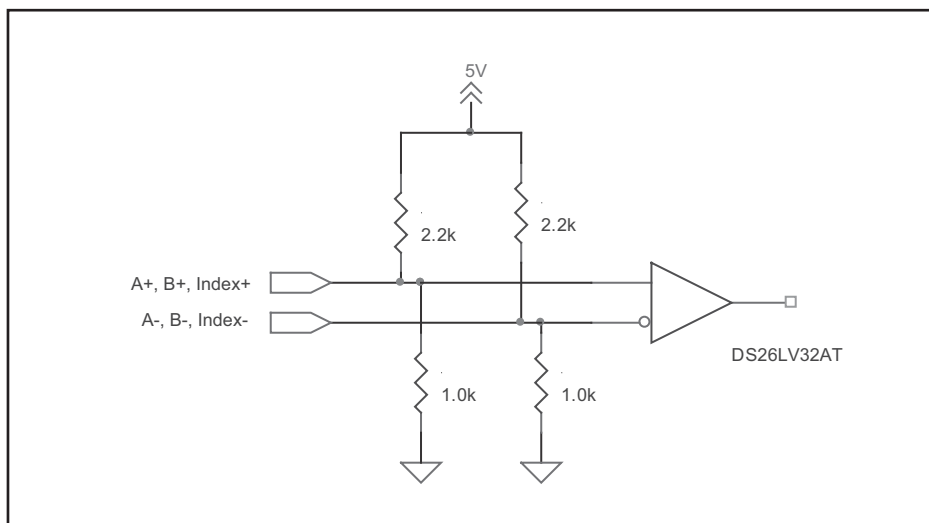 5V
2.2k
2.2k
A+, B+, Index+
A-, B-, Index-
DS26LV32AT
1.0k
1.0k